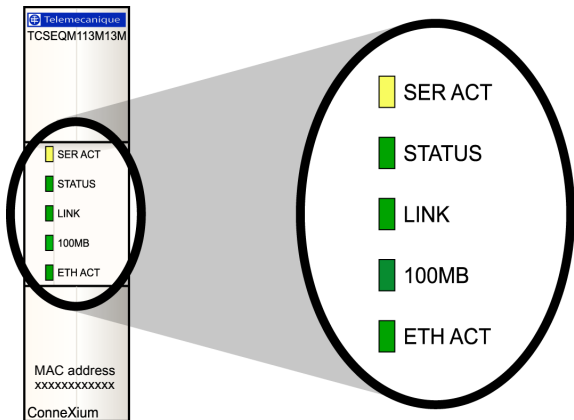 Telemecanique
TCSEQM113M13M
SER ACT
STATUS
LINK
100MB
ETH ACT
MAC address
xxxxxxxxxxxx
ConneXium
SER ACT
STATUS
LINK
100MB
ETH ACT